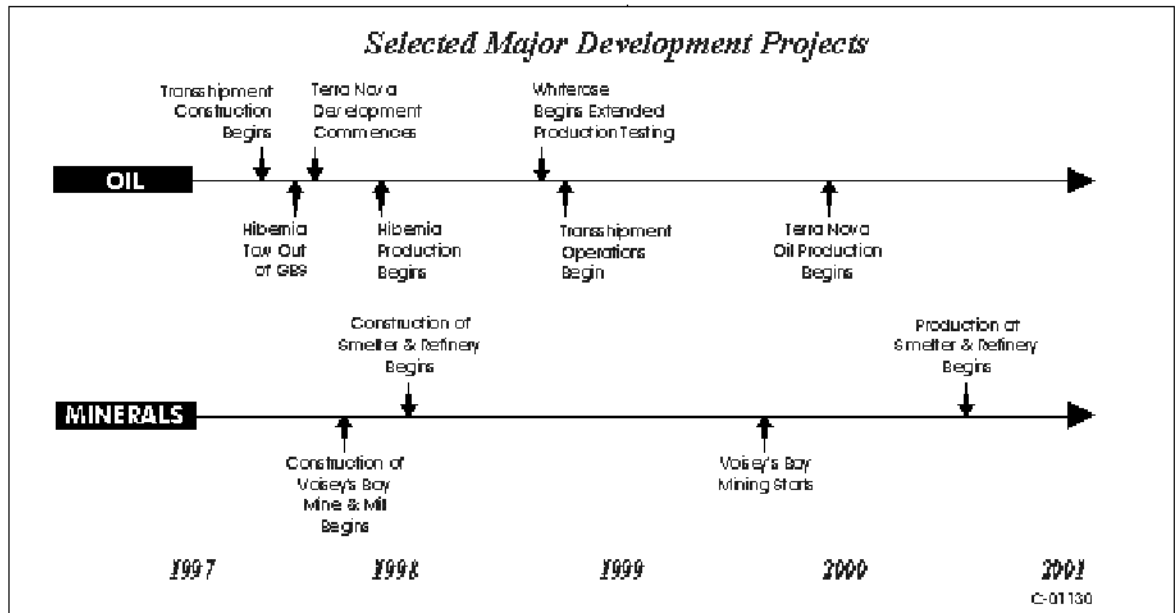 Selected Major Development Projects
Transshipment
Construction
Begins
Terra Nova
Development
Commences
Whiterose
Begins Extended
Production Testing
OIL
Hibernia
Tow Out
of GBS
Hibernia
Production
Begins
Transshipment
Operations
Begin
Terra Nova
Oil Production
Begins
Construction of
Smelter & Refinery
Begins
Production at
Smelter & Refinery
Begins
MINERALS
Construction of
Voisey's Bay
Mine & Mill
Begins
Voisey's Bay
Mining Starts
1997 1998 1999 2000 2001
C-01130